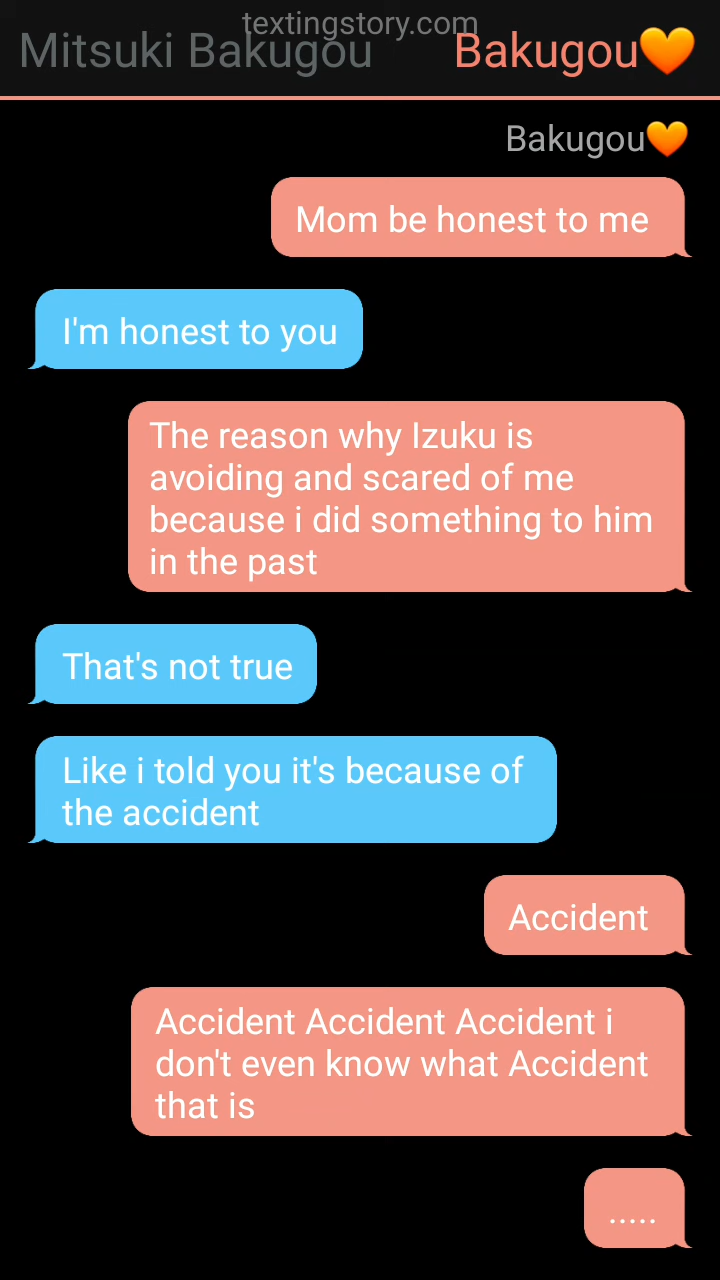 textingstory.com
Mitsuki Bakugou Bakugou🧡
Bakugou🧡
Mom be honest to me
I'm honest to you
The reason why Izuku is
avoiding and scared of me
because i did something to him
in the past
That's not true
Like i told you it's because of
the accident
Accident
Accident Accident Accident i
don't even know what Accident
that is
.....